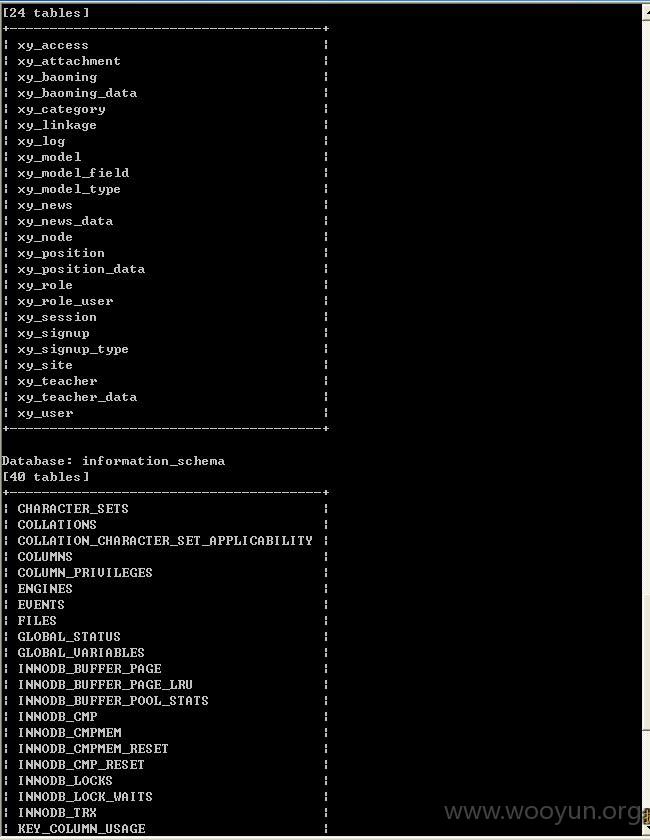 [24 tables]
+----------------------------------------+
| xy_access |
| xy_attachment |
| xy_baoming |
| xy_baoming_data |
| xy_category |
| xy_linkage |
| xy_log |
| xy_model |
| xy_model_field |
| xy_model_type |
| xy_news |
| xy_news_data |
| xy_node |
| xy_position |
| xy_position_data |
| xy_role |
| xy_role_user |
| xy_session |
| xy_signup |
| xy_signup_type |
| xy_site |
| xy_teacher |
| xy_teacher_data |
| xy_user |
+----------------------------------------+
Database: information_schema
[40 tables]
+----------------------------------------+
| CHARACTER_SETS |
| COLLATIONS |
| COLLATION_CHARACTER_SET_APPLICABILITY |
| COLUMNS |
| COLUMN_PRIVILEGES |
| ENGINES |
| EVENTS |
| FILES |
| GLOBAL_STATUS |
| GLOBAL_VARIABLES |
| INNODB_BUFFER_PAGE |
| INNODB_BUFFER_PAGE_LRU |
| INNODB_BUFFER_POOL_STATS |
| INNODB_CMP |
| INNODB_CMPMEM |
| INNODB_CMPMEM_RESET |
| INNODB_CMP_RESET |
| INNODB_LOCKS |
| INNODB_LOCK_WAITS |
| INNODB_TRX |
| KEY_COLUMN_USAGE |
www.wooyun.org